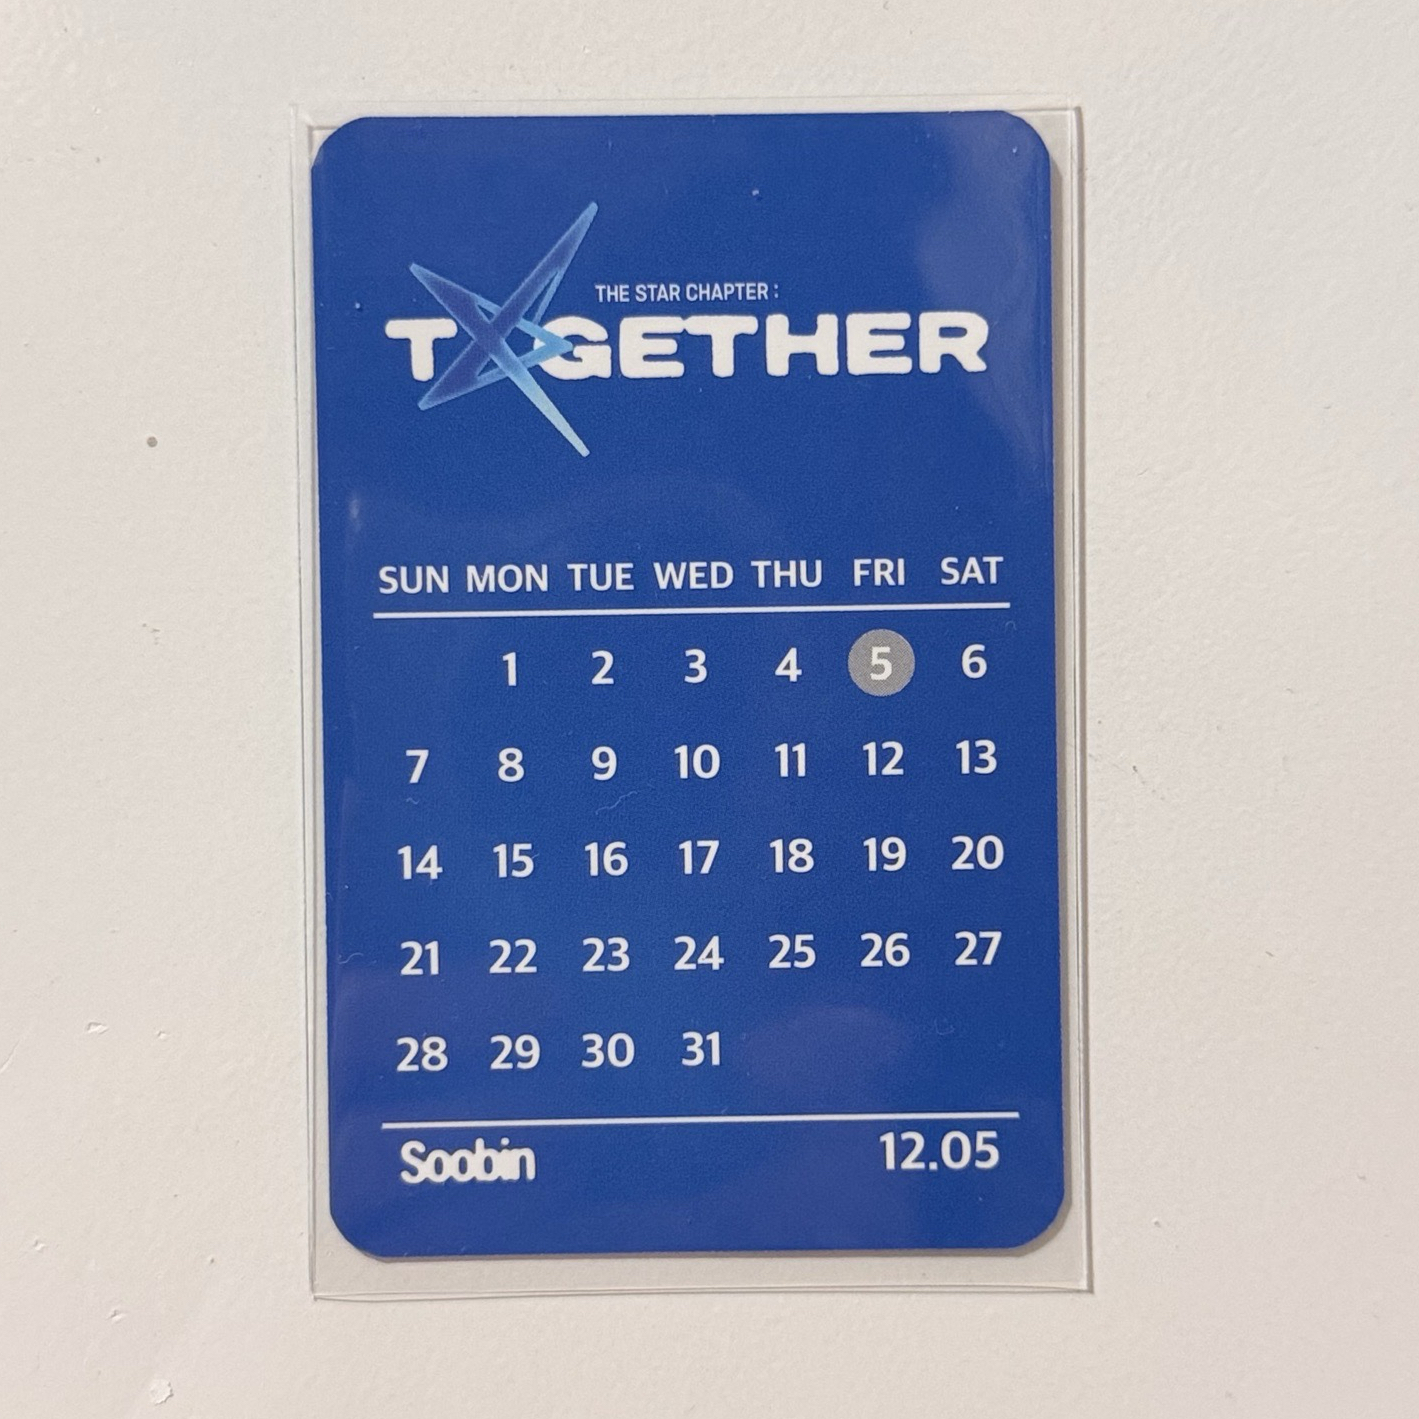 THE STAR CHAPTER :
TOGETHER
SUN MON TUE WED THU FRI SAT
1 2 3 4 5 6
7 8 9 10 11 12 13
14 15 16 17 18 19 20
21 22 23 24 25 26 27
28 29 30 31
Soobin 12.05